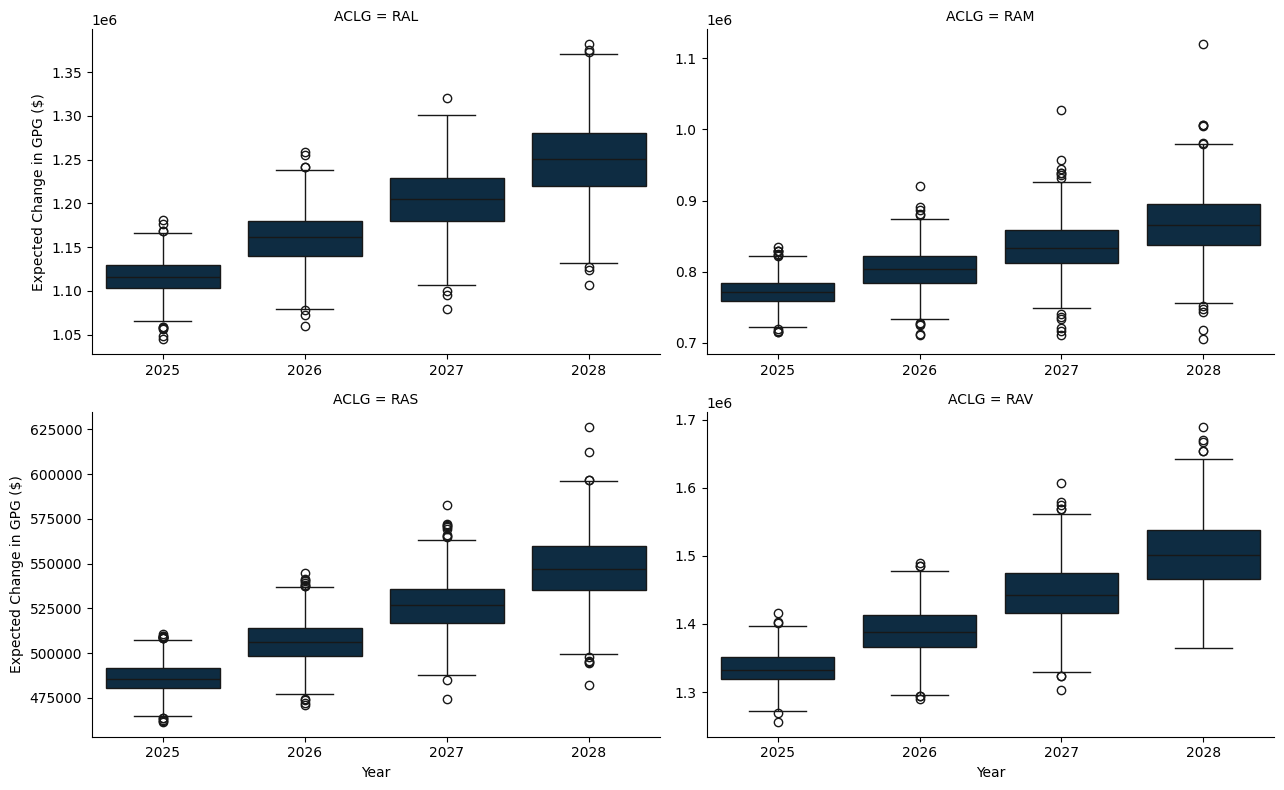 ACLG = RAL
1e6
Expected Change in GPG ($)
1.35
1.30
1.25
1.20
1.15
1.10
1.05
2025 2026 2027 2028
ACLG = RAM
1e6
1.1
1.0
0.9
0.8
0.7
2025 2026 2027 2028
ACLG = RAS
Expected Change in GPG ($)
625000
600000
575000
550000
525000
500000
475000
2025 2026 2027 2028
Year
ACLG = RAV
1e6
1.7
1.6
1.5
1.4
1.3
2025 2026 2027 2028
Year